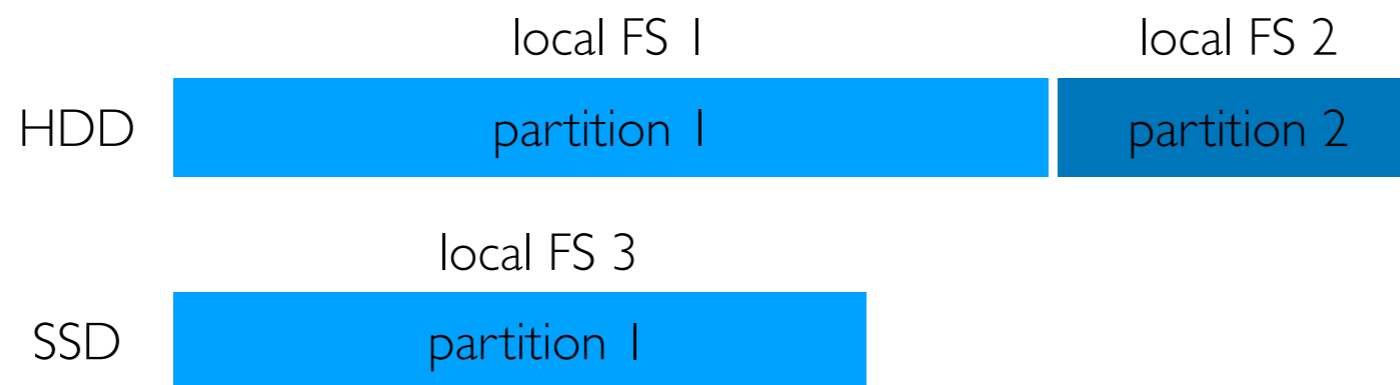 local FS 1
local FS 2
HDD
partition 1
partition 2
local FS 3
SSD
partition 1